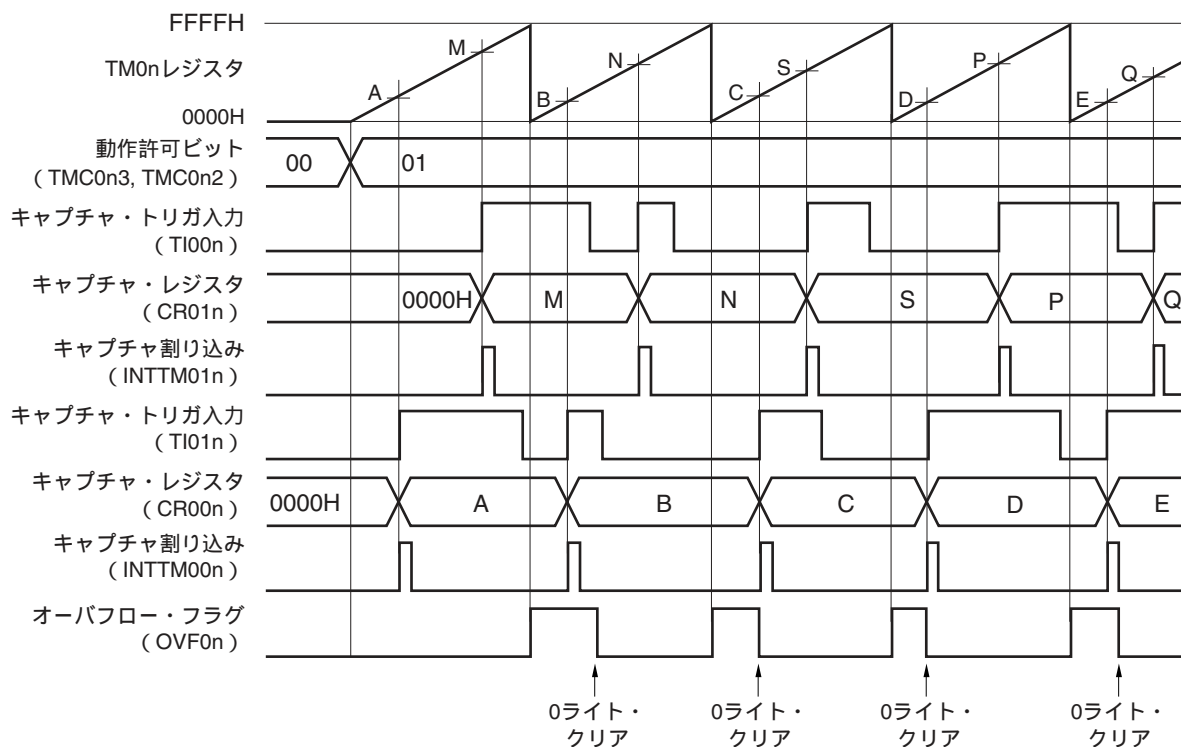 FFFFH
TM0nレジスタ
0000H
A M B N C S D P E Q
動作許可ビット
（TMC0n3, TMC0n2）
00 01
キャプチャ・トリガ入力
（TI00n）
キャプチャ・レジスタ
（CR01n）
0000H M N S P Q
キャプチャ割り込み
（INTTM01n）
キャプチャ・トリガ入力
（TI01n）
キャプチャ・レジスタ
（CR00n）
0000H A B C D E
キャプチャ割り込み
（INTTM00n）
オーバフロー・フラグ
（OVF0n）
0ライト・
クリア
0ライト・
クリア
0ライト・
クリア
0ライト・
クリア